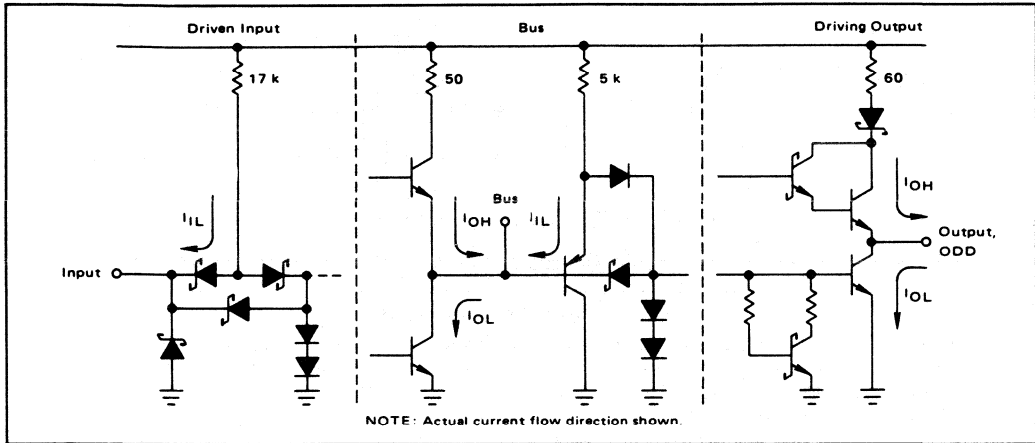 Driven Input
Bus
Driving Output
17 k
50
5 k
60
IIL
Bus
IOH
IIL
IOH
Input
Output,
ODD
IOL
IOL
NOTE: Actual current flow direction shown.